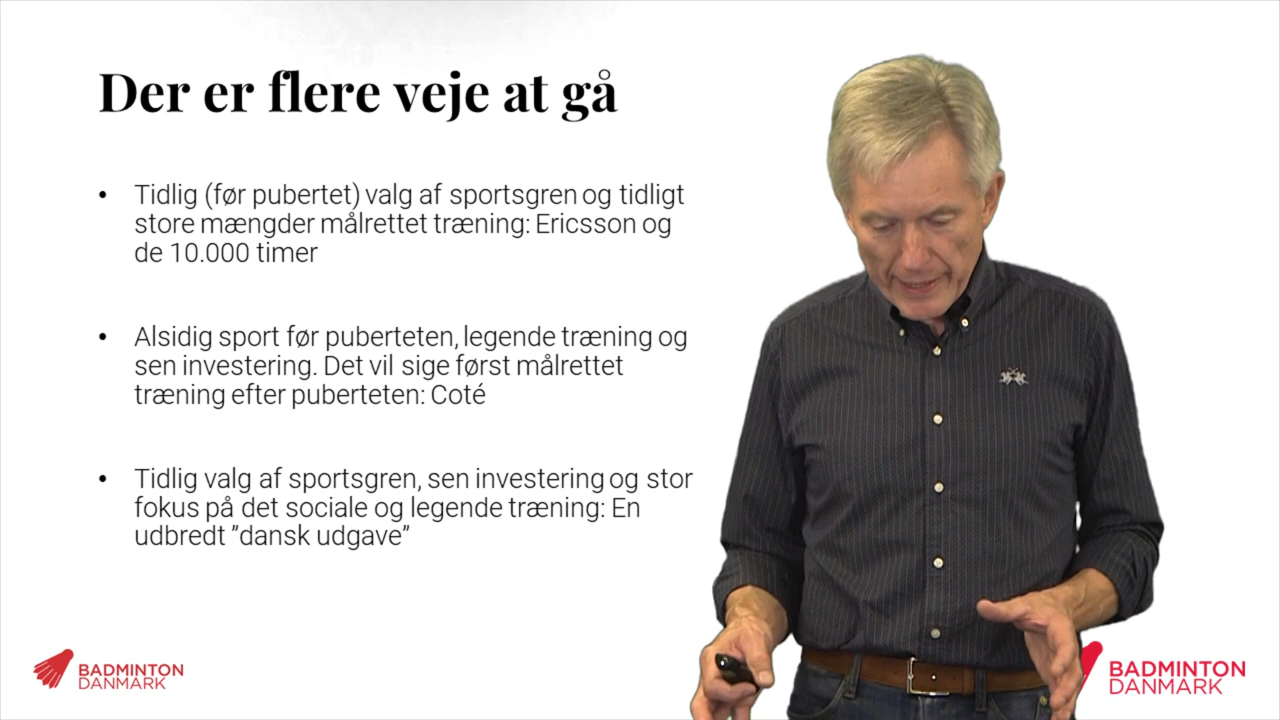 Der er flere veje at gå
• Tidlig (før pubertet) valg af sportsgren og tidligt
store mængder målrettet træning: Ericsson og
de 10.000 timer
• Alsidig sport før puberteten, legende træning og
sen investering. Det vil sige først målrettet
træning efter puberteten: Coté
• Tidlig valg af sportsgren, sen investering og stor
fokus på det sociale og legende træning: En
udbredt ”dansk udgave”
BADMINTON
DANMARK
BADMINTON
DANMARK